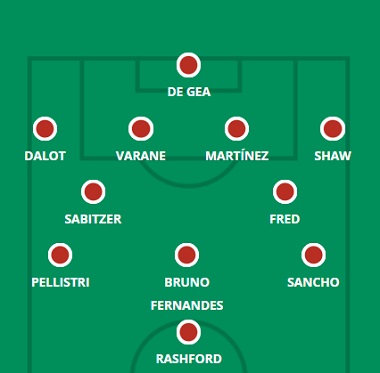 DE GEA
DALOT VARANE MARTÍNEZ SHAW
SABITZER FRED
PELLISTRI BRUNO SANCHO
FERNANDES
RASHFORD